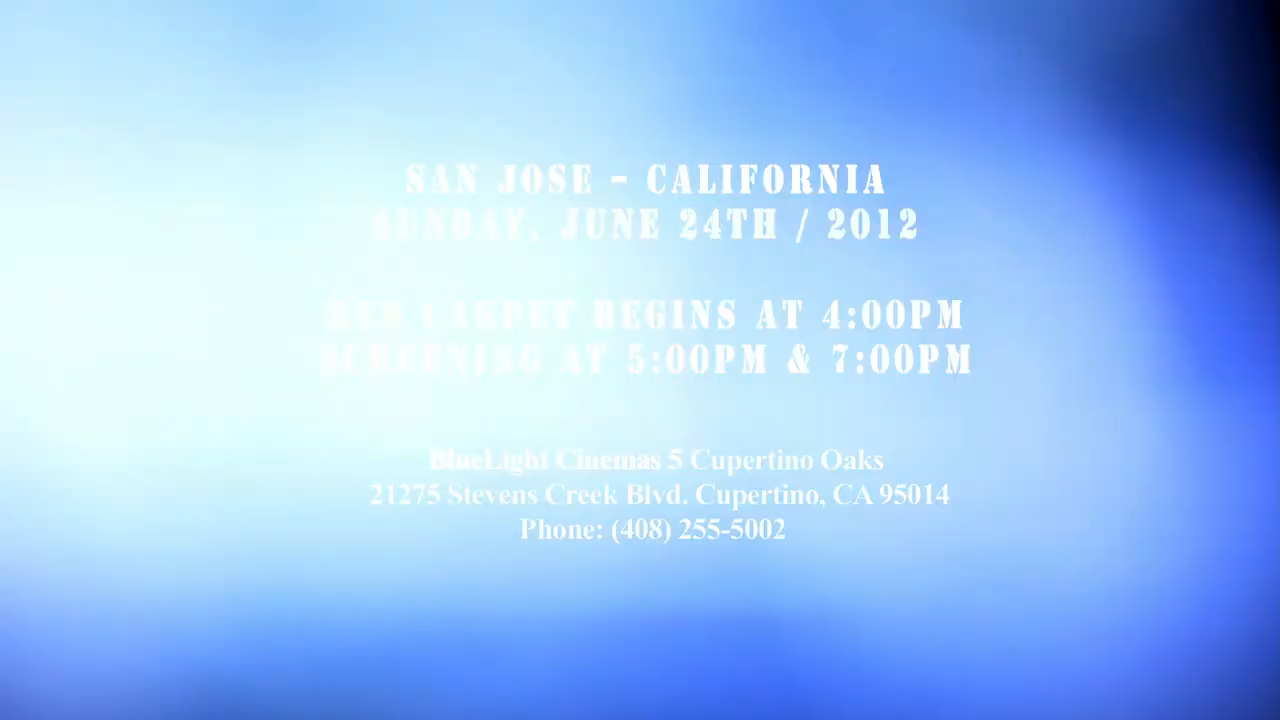 SAN JOSE – CALIFORNIA
SUNDAY, JUNE 24TH / 2012
RED CARPET BEGINS AT 4:00PM
SCREENING AT 5:00PM & 7:00PM
BlueLight Cinemas 5 Cupertino Oaks
21275 Stevens Creek Blvd. Cupertino, CA 95014
Phone: (408) 255-5002